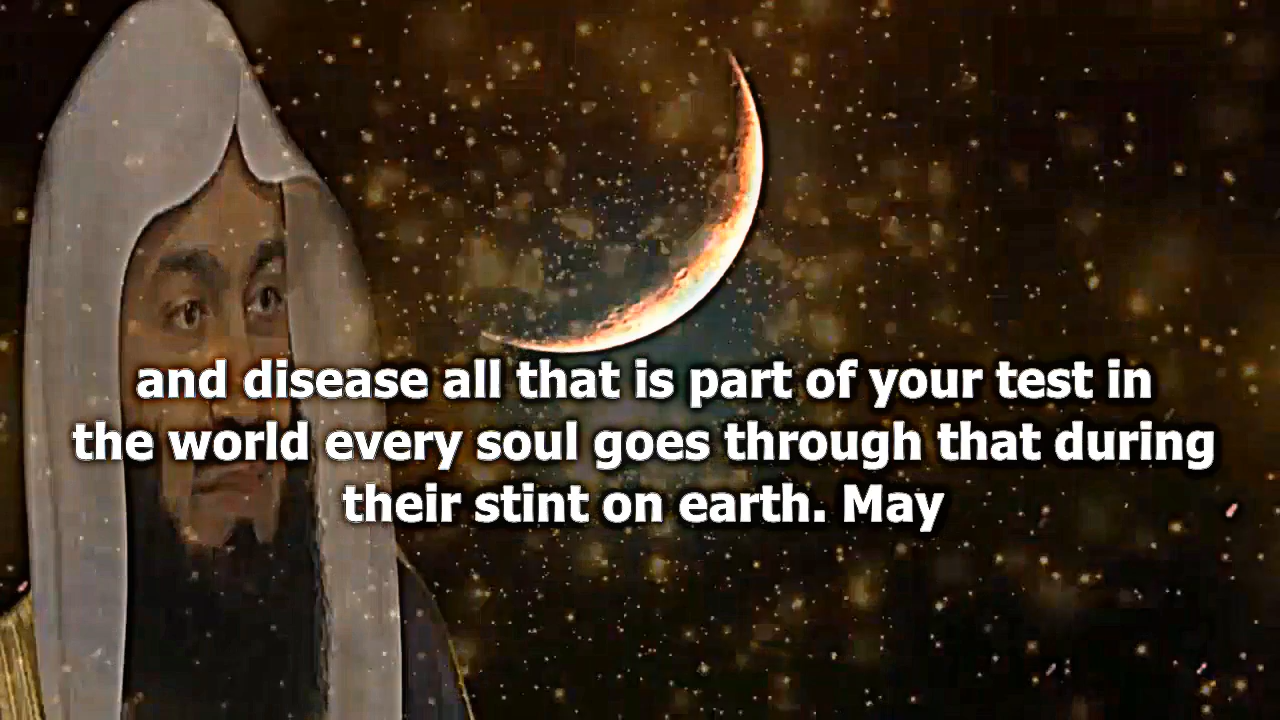 and disease all that is part of your test in
the world every soul goes through that during
their stint on earth. May